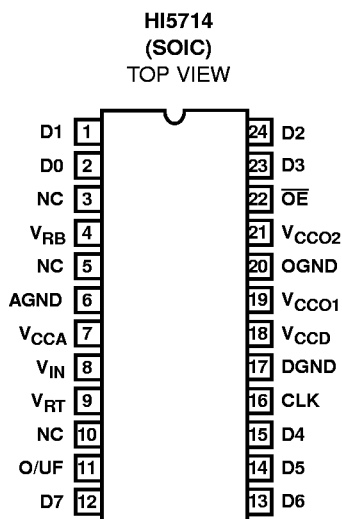 HI5714
(SOIC)
TOP VIEW
D1 1 24 D2
D0 2 23 D3
NC 3 22 O̅E̅
VRB 4 21 VCCO2
NC 5 20 OGND
AGND 6 19 VCCO1
VCCA 7 18 VCCD
VIN 8 17 DGND
VRT 9 16 CLK
NC 10 15 D4
O/UF 11 14 D5
D7 12 13 D6